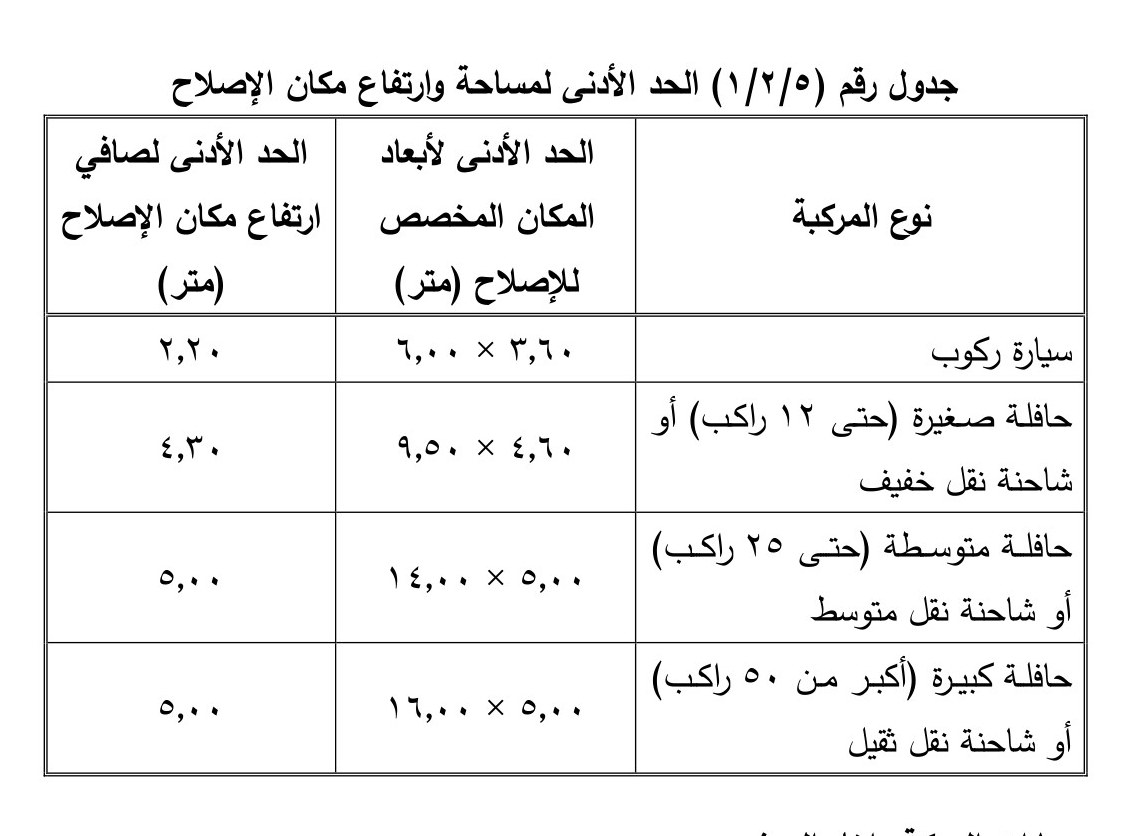 جدول رقم (١/٢/٥) الحد الأدنى لمساحة وارتفاع مكان الإصلاح
نوع المركبة
الحد الأدنى لأبعاد
المكان المخصص
للإصلاح (متر)
الحد الأدنى لصافي
ارتفاع مكان الإصلاح
(متر)
سيارة ركوب
٣,٦٠ × ٦,٠٠
٢,٢٠
حافلة صغيرة (حتى ١٢ راكب) أو
شاحنة نقل خفيف
٤,٦٠ × ٩,٥٠
٤,٣٠
حافلة متوسطة (حتى ٢٥ راكب)
أو شاحنة نقل متوسط
٥,٠٠ × ١٤,٠٠
٥,٠٠
حافلة كبيرة (أكبر من ٥٠ راكب)
أو شاحنة نقل ثقيل
٥,٠٠ × ١٦,٠٠
٥,٠٠